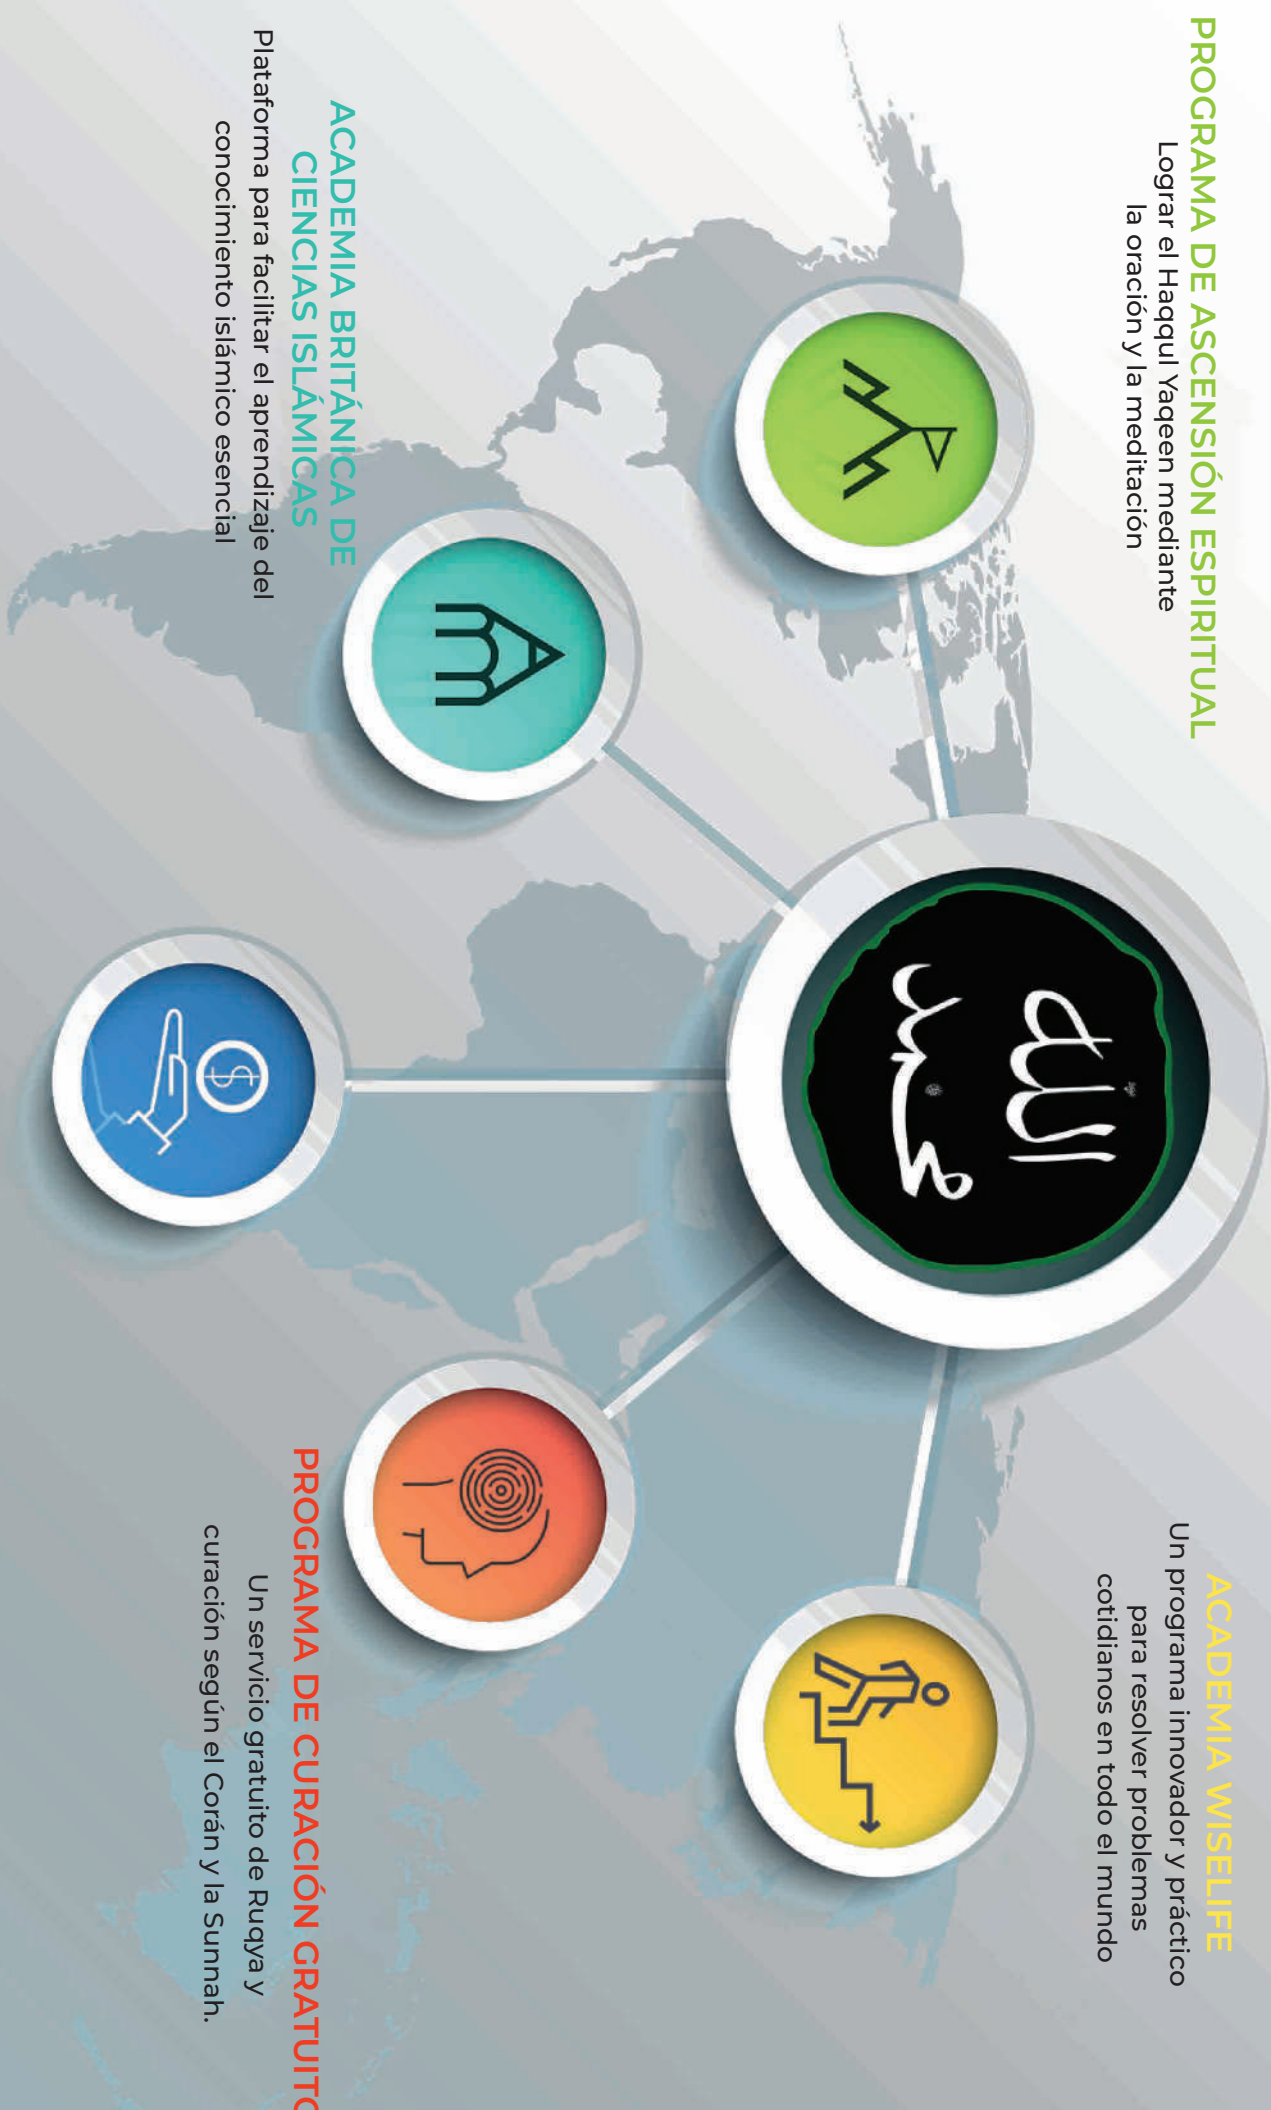 PROGRAMA DE ASCENSIÓN ESPIRITUAL
Lograr el Haqqul Yaqeen mediante
la oración y la meditación
ACADEMIA BRITÁNICA DE
CIENCIAS ISLÁMICAS
Plataforma para facilitar el aprendizaje del
conocimiento islámico esencial
الله
محمد
$
ACADEMIA WISELIFE
Un programa innovador y práctico
para resolver problemas
cotidianos en todo el mundo
PROGRAMA DE CURACIÓN GRATUITO
Un servicio gratuito de Ruqya y
curación según el Corán y la Sunnah.